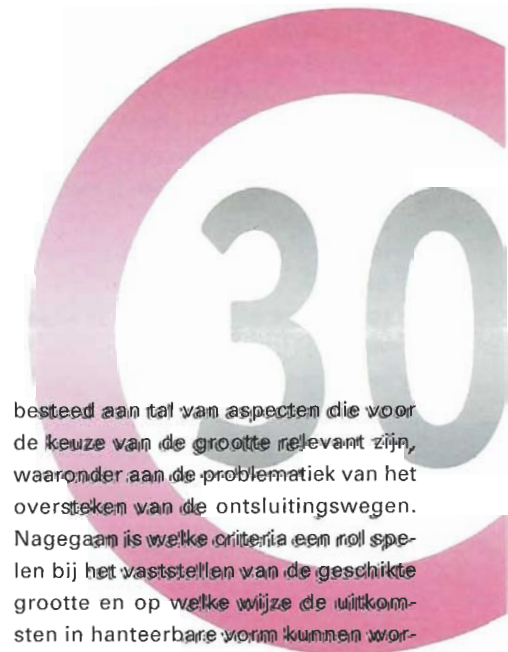 30
besteed aan tal van aspecten die voor
de keuze van de grootte relevant zijn,
waaronder aan de problematiek van het
oversteken van de ontsluitingswegen.
Nagegaan is welke criteria een rol spe-
len bij het vaststellen van de geschikte
grootte en op welke wijze de uitkom-
sten in hanteerbare vorm kunnen wor-